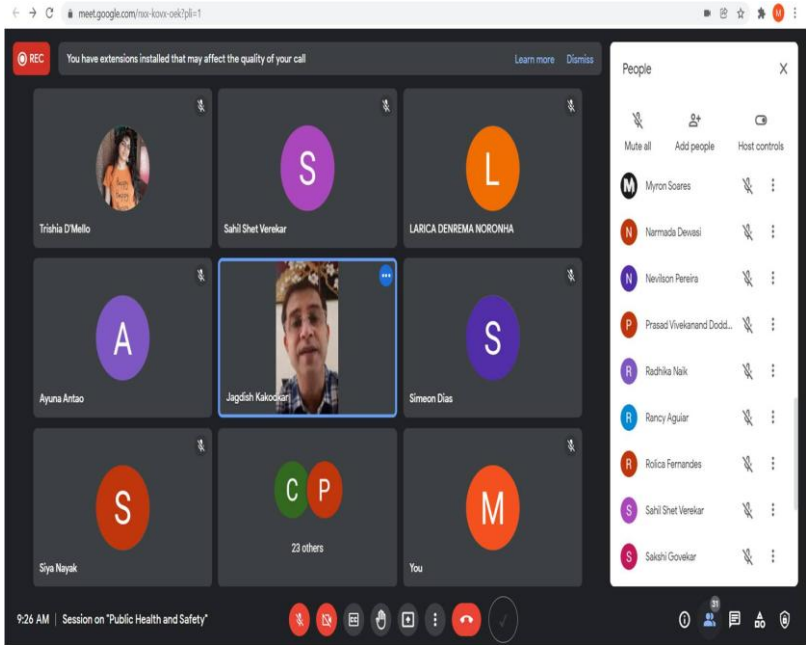 meet.google.com/nxx-kovx-oek?pli=1
M
REC
You have extensions installed that may affect the quality of your call
Learn more Dismiss
Trishia D'Mello
S
Sahil Shet Verekar
L
LARICA DENREMA NORONHA
A
Ayuna Antao
Jagdish Kakodkar
S
Simeon Dias
S
Siya Nayak
C P
23 others
M
You
People
Mute all Add people Host controls
M Myron Soares
N Narmada Dewasi
N Nevilson Pereira
P Prasad Vivekanand Dodd...
R Radhika Naik
R Rancy Aguiar
R Rolica Fernandes
S Sahil Shet Verekar
S Sakshi Govekar
9:26 AM | Session on "Public Health and Safety"
31